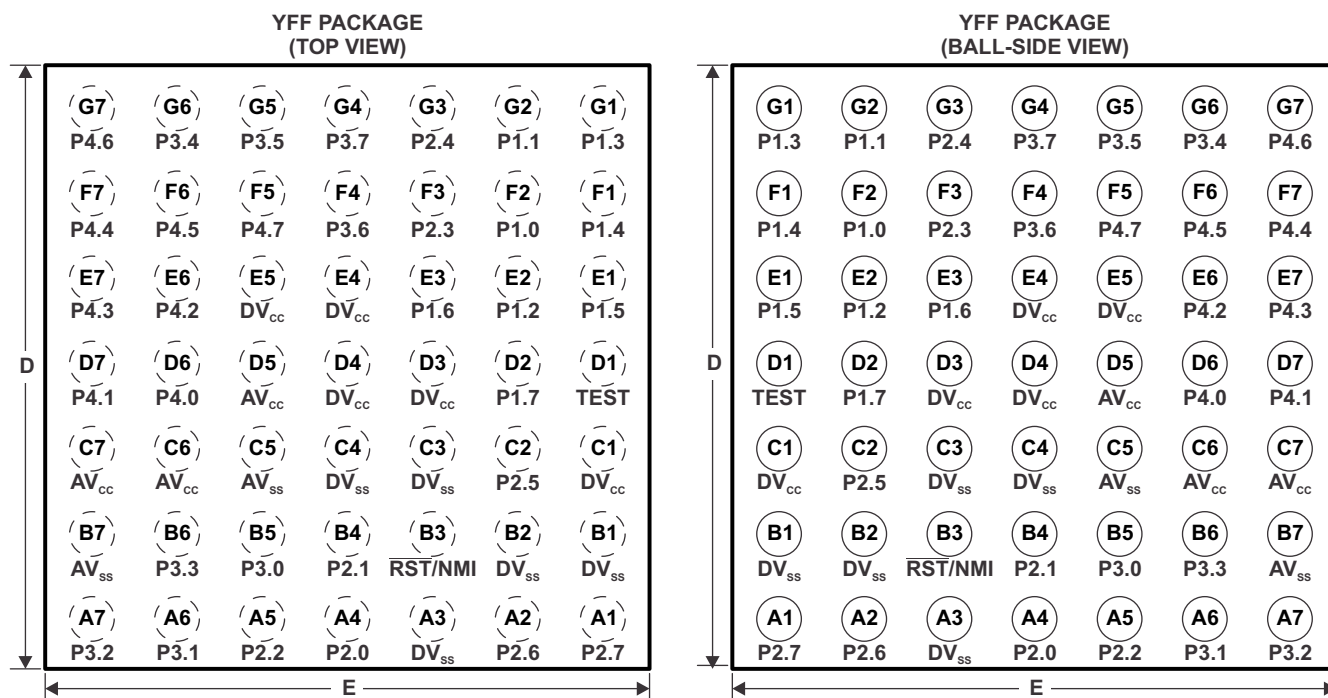 YFF PACKAGE
(TOP VIEW)
G7 G6 G5 G4 G3 G2 G1
P4.6 P3.4 P3.5 P3.7 P2.4 P1.1 P1.3
F7 F6 F5 F4 F3 F2 F1
P4.4 P4.5 P4.7 P3.6 P2.3 P1.0 P1.4
E7 E6 E5 E4 E3 E2 E1
P4.3 P4.2 DVcc DVcc P1.6 P1.2 P1.5
D
D7 D6 D5 D4 D3 D2 D1
P4.1 P4.0 AVcc DVcc DVcc P1.7 TEST
C7 C6 C5 C4 C3 C2 C1
AVcc AVcc AVss DVss DVss P2.5 DVcc
B7 B6 B5 B4 B3 B2 B1
AVss P3.3 P3.0 P2.1 RST/NMI DVss DVss
A7 A6 A5 A4 A3 A2 A1
P3.2 P3.1 P2.2 P2.0 DVss P2.6 P2.7
E
YFF PACKAGE
(BALL-SIDE VIEW)
G1 G2 G3 G4 G5 G6 G7
P1.3 P1.1 P2.4 P3.7 P3.5 P3.4 P4.6
F1 F2 F3 F4 F5 F6 F7
P1.4 P1.0 P2.3 P3.6 P4.7 P4.5 P4.4
E1 E2 E3 E4 E5 E6 E7
P1.5 P1.2 P1.6 DVcc DVcc P4.2 P4.3
D
D1 D2 D3 D4 D5 D6 D7
TEST P1.7 DVcc DVcc AVcc P4.0 P4.1
C1 C2 C3 C4 C5 C6 C7
DVcc P2.5 DVss DVss AVss AVcc AVcc
B1 B2 B3 B4 B5 B6 B7
DVss DVss RST/NMI P2.1 P3.0 P3.3 AVss
A1 A2 A3 A4 A5 A6 A7
P2.7 P2.6 DVss P2.0 P2.2 P3.1 P3.2
E